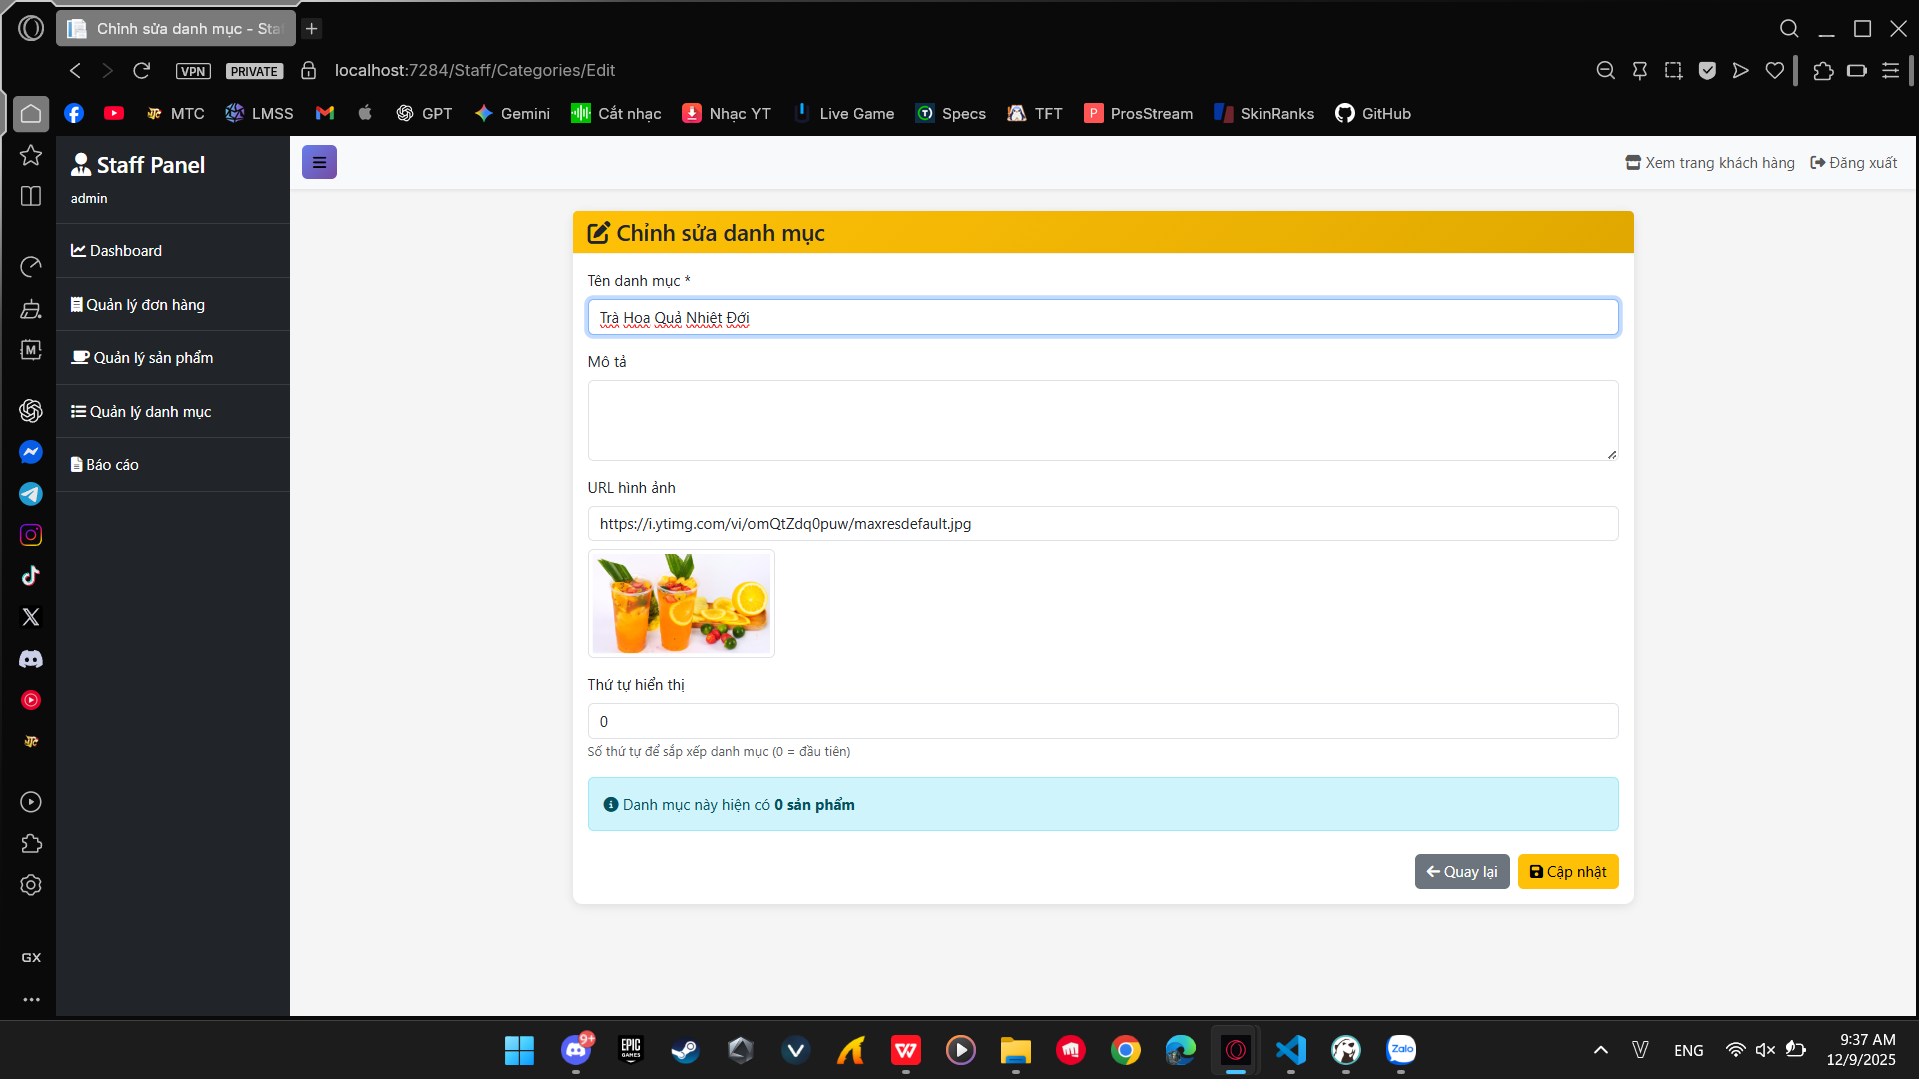 Chỉnh sửa danh mục - Sta
VPN
PRIVATE
localhost:7284/Staff/Categories/Edit
MTC
LMSS
GPT
Gemini
Cắt nhạc
Nhạc YT
Live Game
Specs
TFT
ProsStream
SkinRanks
GitHub
Staff Panel
admin
Dashboard
Quản lý đơn hàng
Quản lý sản phẩm
Quản lý danh mục
Báo cáo
GX
Xem trang khách hàng
Đăng xuất
Chỉnh sửa danh mục
Tên danh mục *
Trà Hoa Quả Nhiệt Đới
Mô tả
URL hình ảnh
https://i.ytimg.com/vi/omQtZdq0puw/maxresdefault.jpg
Thứ tự hiển thị
0
Số thứ tự để sắp xếp danh mục (0 = đầu tiên)
Danh mục này hiện có 0 sản phẩm
Quay lại
Cập nhật
9+
EPIC GAMES
Zalo
ENG
9:37 AM
12/9/2025